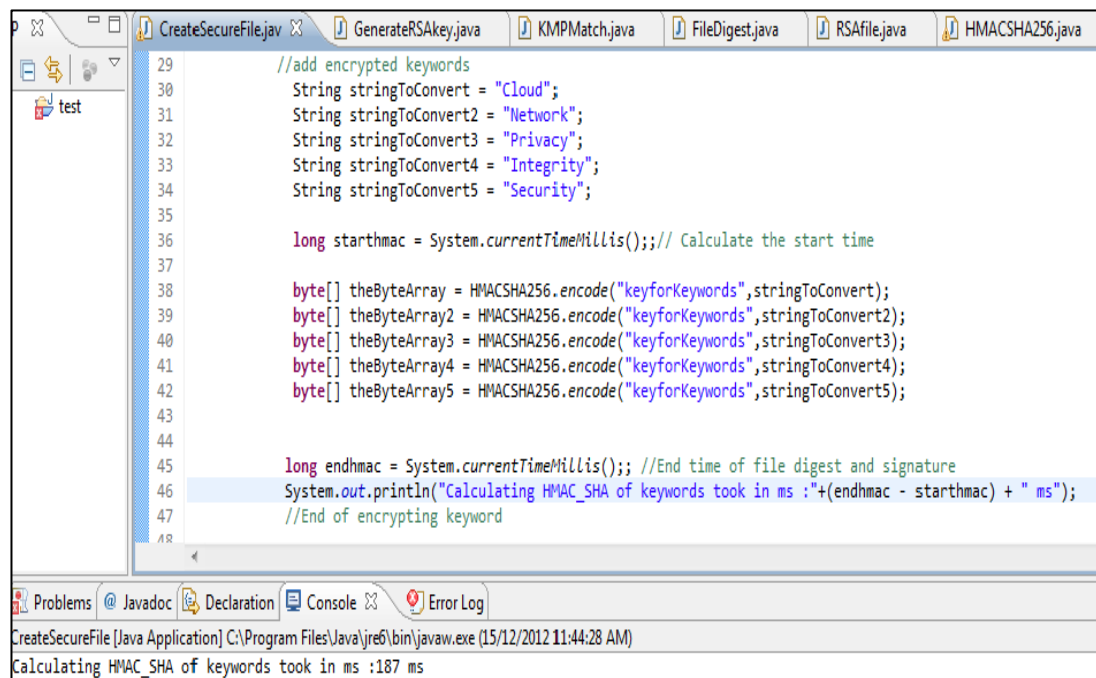 P CreateSecureFile.jav GenerateRSAkey.java KMPMatch.java FileDigest.java RSAfile.java HMACSHA256.java
test
29 //add encrypted keywords
30 String stringToConvert = "Cloud";
31 String stringToConvert2 = "Network";
32 String stringToConvert3 = "Privacy";
33 String stringToConvert4 = "Integrity";
34 String stringToConvert5 = "Security";
35
36 long starthmac = System.currentTimeMillis();;// Calculate the start time
37
38 byte[] theByteArray = HMACSHA256.encode("keyforKeywords",stringToConvert);
39 byte[] theByteArray2 = HMACSHA256.encode("keyforKeywords",stringToConvert2);
40 byte[] theByteArray3 = HMACSHA256.encode("keyforKeywords",stringToConvert3);
41 byte[] theByteArray4 = HMACSHA256.encode("keyforKeywords",stringToConvert4);
42 byte[] theByteArray5 = HMACSHA256.encode("keyforKeywords",stringToConvert5);
43
44
45 long endhmac = System.currentTimeMillis();; //End time of file digest and signature
46 System.out.println("Calculating HMAC_SHA of keywords took in ms :"+(endhmac - starthmac) + " ms");
47 //End of encrypting keyword
48
Problems @ Javadoc Declaration Console Error Log
CreateSecureFile [Java Application] C:\Program Files\Java\jre6\bin\javaw.exe (15/12/2012 11:44:28 AM)
Calculating HMAC_SHA of keywords took in ms :187 ms